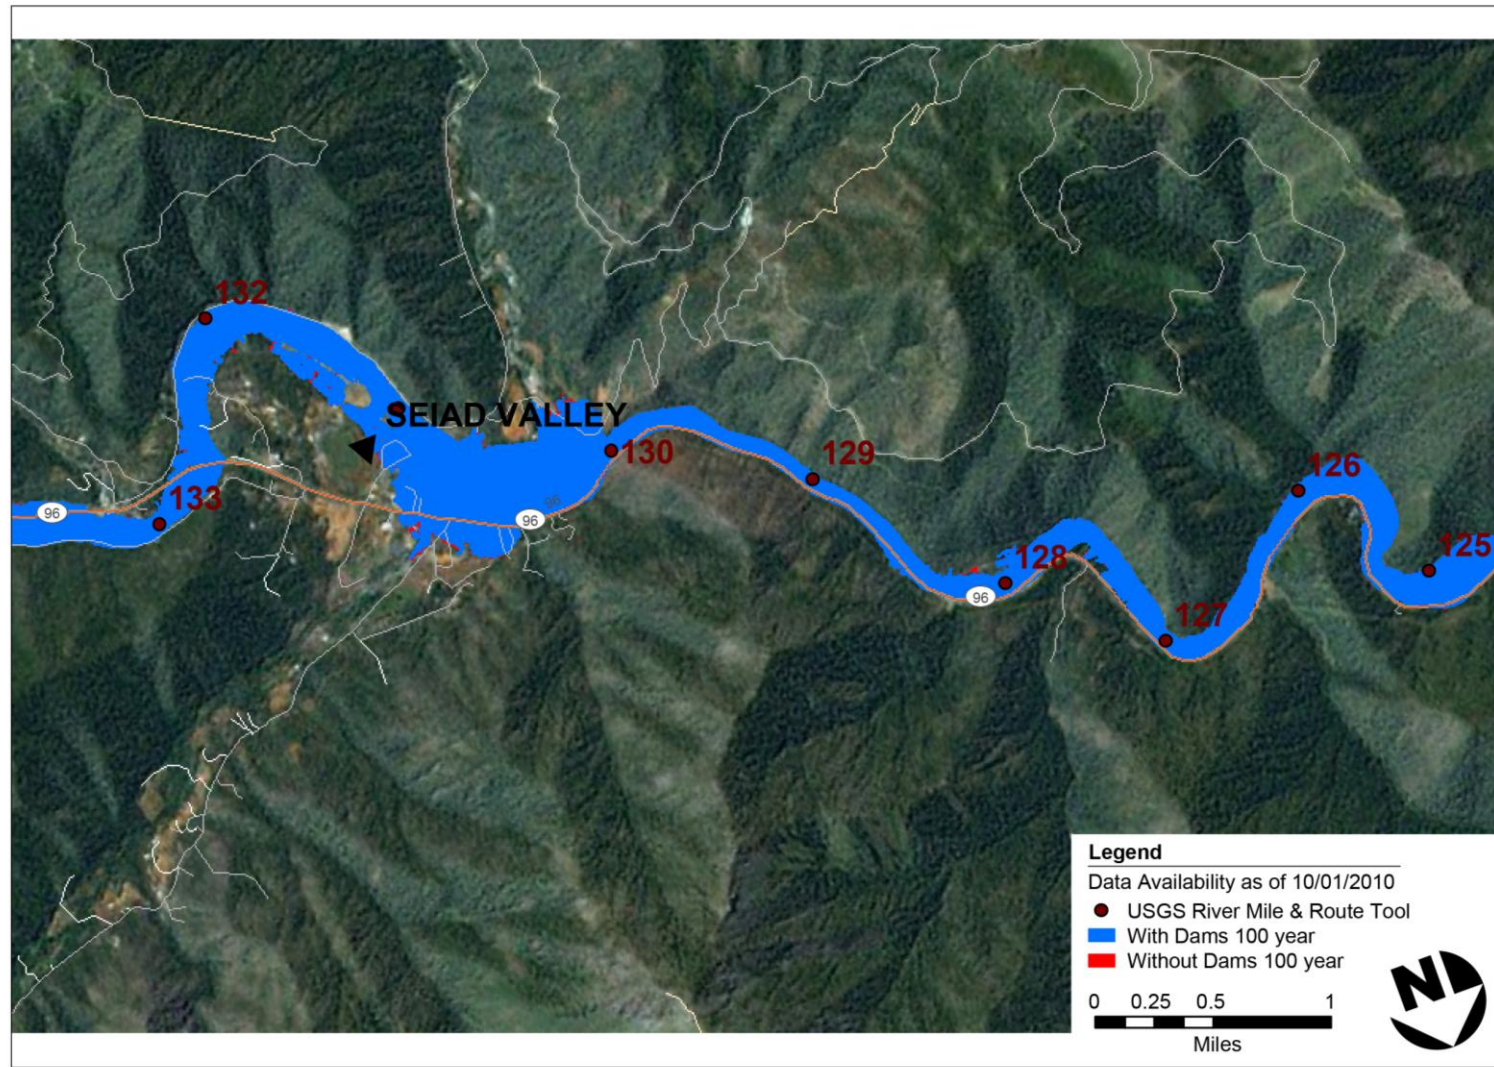 132
SEIAD VALLEY
130
129
126
133
96
96
96
128
125
96
127
Legend
Data Availability as of 10/01/2010
USGS River Mile & Route Tool
With Dams 100 year
Without Dams 100 year
0 0.25 0.5 1
Miles
N